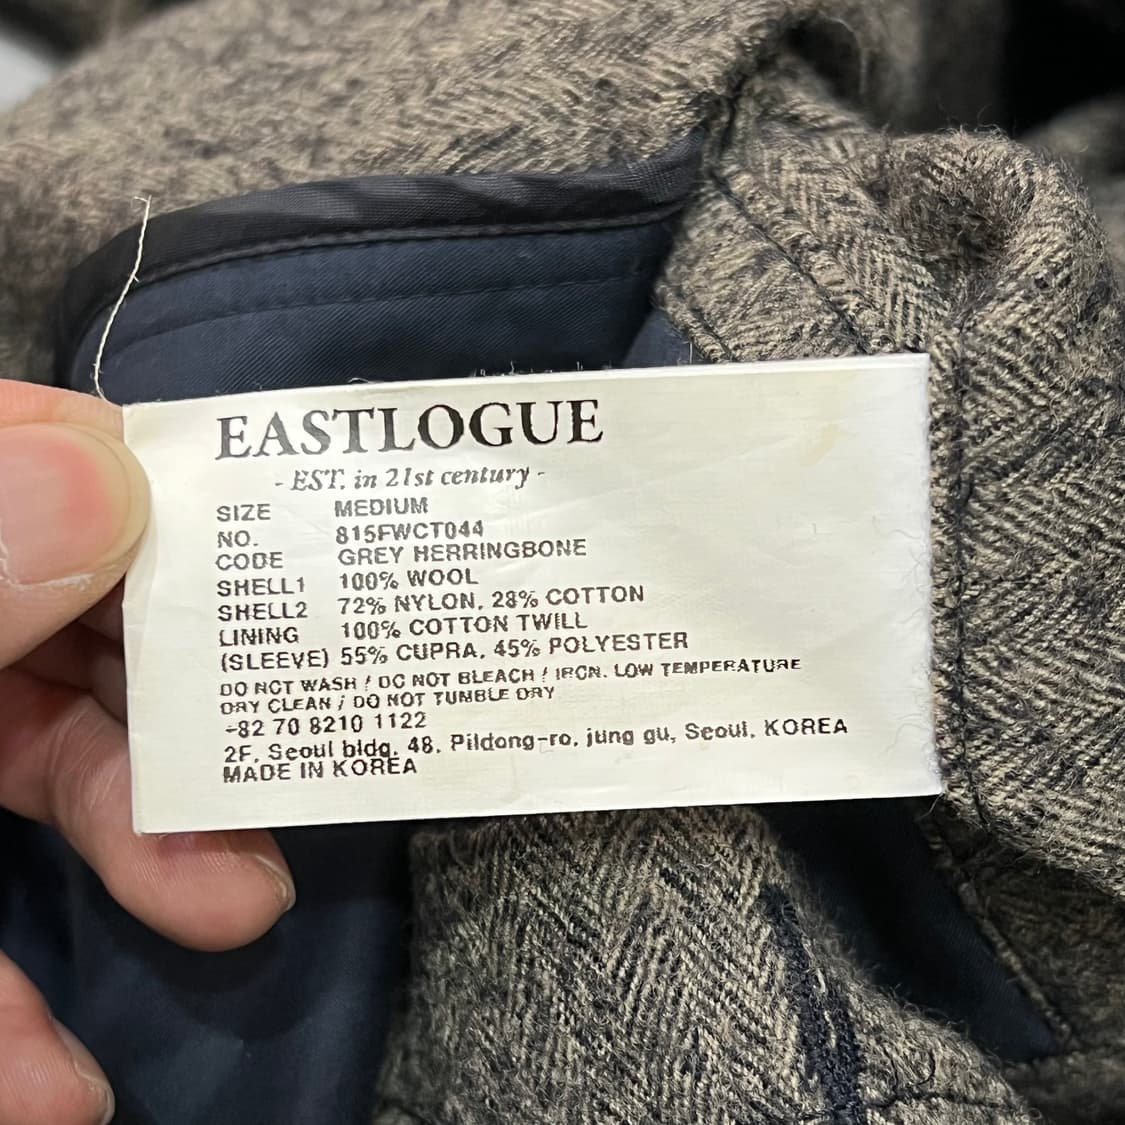 EASTLOGUE
- EST. in 21st century -
SIZE MEDIUM
NO. 815FWCT044
CODE GREY HERRINGBONE
SHELL1 100% WOOL
SHELL2 72% NYLON, 28% COTTON
LINING 100% COTTON TWILL
(SLEEVE) 55% CUPRA, 45% POLYESTER
DO NOT WASH / DO NOT BLEACH / IRON. LOW TEMPERATURE
DRY CLEAN / DO NOT TUMBLE DRY
+82 70 8210 1122
2F, Seoul bldg, 48, Pildong-ro, jung gu, Seoul, KOREA
MADE IN KOREA